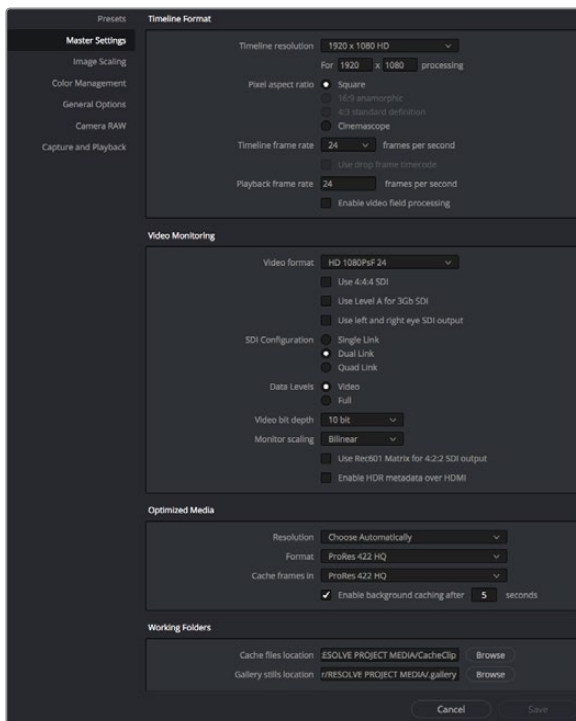 Presets
Master Settings
Image Scaling
Color Management
General Options
Camera RAW
Capture and Playback
Timeline Format
Timeline resolution 1920 x 1080 HD
For 1920 x 1080 processing
Pixel aspect ratio Square
16:9 anamorphic
4:3 standard definition
Cinemascope
Timeline frame rate 24 frames per second
Use drop frame timecode
Playback frame rate 24 frames per second
Enable video field processing
Video Monitoring
Video format HD 1080PsF 24
Use 4:4:4 SDI
Use Level A for 3Gb SDI
Use left and right eye SDI output
SDI Configuration Single Link
Dual Link
Quad Link
Data Levels Video
Full
Video bit depth 10 bit
Monitor scaling Bilinear
Use Rec601 Matrix for 4:2:2 SDI output
Enable HDR metadata over HDMI
Optimized Media
Resolution Choose Automatically
Format ProRes 422 HQ
Cache frames in ProRes 422 HQ
Enable background caching after 5 seconds
Working Folders
Cache files location ESOLVE PROJECT MEDIA/CacheClip Browse
Gallery stills location r/RESOLVE PROJECT MEDIA/.gallery Browse
Cancel Save